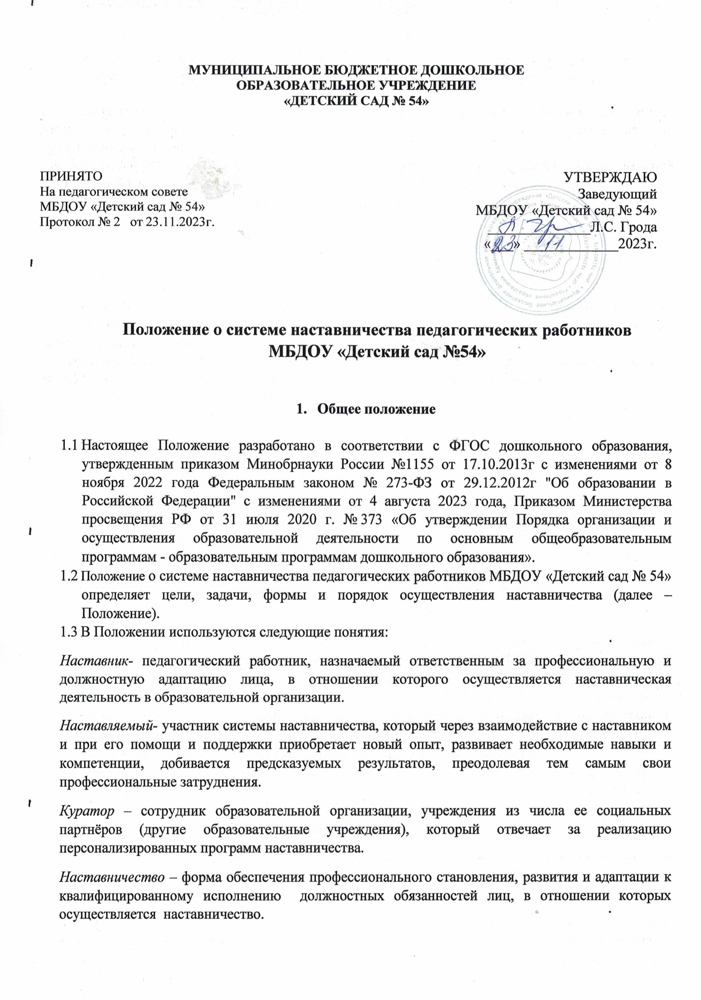 МУНИЦИПАЛЬНОЕ БЮДЖЕТНОЕ ДОШКОЛЬНОЕ
ОБРАЗОВАТЕЛЬНОЕ УЧРЕЖДЕНИЕ
«ДЕТСКИЙ САД № 54»
ПРИНЯТО
На педагогическом совете
МБДОУ «Детский сад № 54»
Протокол № 2 от 23.11.2023г.
УТВЕРЖДАЮ
Заведующий
МБДОУ «Детский сад № 54»
Л.С. Грода
«23» 11 2023г.
Положение о системе наставничества педагогических работников
МБДОУ «Детский сад №54»
1. Общее положение
1.1 Настоящее Положение разработано в соответствии с ФГОС дошкольного образования,
утвержденным приказом Минобрнауки России №1155 от 17.10.2013г с изменениями от 8
ноября 2022 года Федеральным законом № 273-ФЗ от 29.12.2012г "Об образовании в
Российской Федерации" с изменениями от 4 августа 2023 года, Приказом Министерства
просвещения РФ от 31 июля 2020 г. № 373 «Об утверждении Порядка организации и
осуществления образовательной деятельности по основным общеобразовательным
программам - образовательным программам дошкольного образования».
1.2 Положение о системе наставничества педагогических работников МБДОУ «Детский сад № 54»
определяет цели, задачи, формы и порядок осуществления наставничества (далее –
Положение).
1.3 В Положении используются следующие понятия:
Наставник- педагогический работник, назначаемый ответственным за профессиональную и
должностную адаптацию лица, в отношении которого осуществляется наставническая
деятельность в образовательной организации.
Наставляемый- участник системы наставничества, который через взаимодействие с наставником
и при его помощи и поддержки приобретает новый опыт, развивает необходимые навыки и
компетенции, добивается предсказуемых результатов, преодолевая тем самым свои
профессиональные затруднения.
Куратор – сотрудник образовательной организации, учреждения из числа ее социальных
партнёров (другие образовательные учреждения), который отвечает за реализацию
персонализированных программ наставничества.
Наставничество – форма обеспечения профессионального становления, развития и адаптации к
квалифицированному исполнению должностных обязанностей лиц, в отношении которых
осуществляется наставничество.